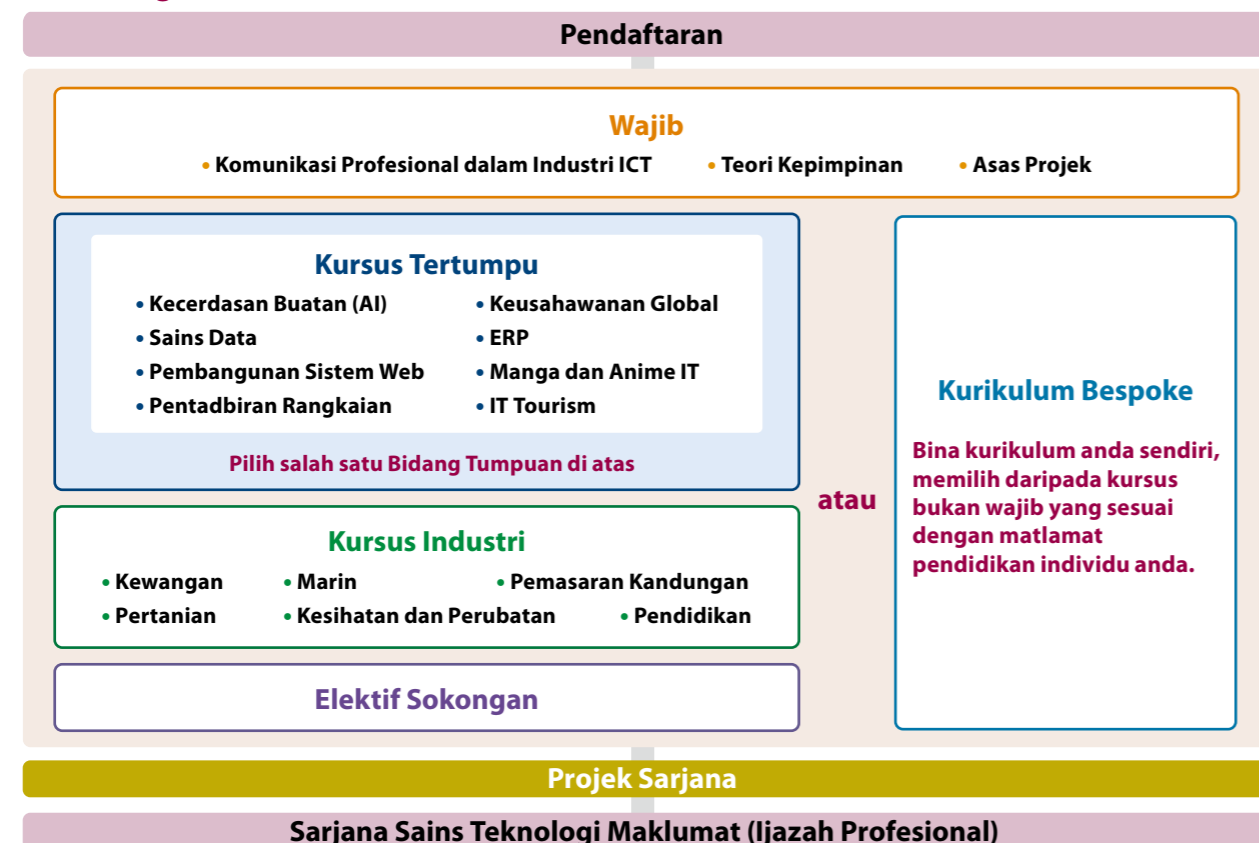 Pendaftaran
Wajib
• Komunikasi Profesional dalam Industri ICT • Teori Kepimpinan • Asas Projek
Kursus Tertumpu
• Kecerdasan Buatan (AI) • Keusahawanan Global
• Sains Data • ERP
• Pembangunan Sistem Web • Manga dan Anime IT
• Pentadbiran Rangkaian • IT Tourism
Pilih salah satu Bidang Tumpuan di atas
Kursus Industri
• Kewangan • Marin • Pemasaran Kandungan
• Pertanian • Kesihatan dan Perubatan • Pendidikan
Elektif Sokongan
atau
Kurikulum Bespoke
Bina kurikulum anda sendiri,
memilih daripada kursus
bukan wajib yang sesuai
dengan matlamat
pendidikan individu anda.
Projek Sarjana
Sarjana Sains Teknologi Maklumat (Ijazah Profesional)